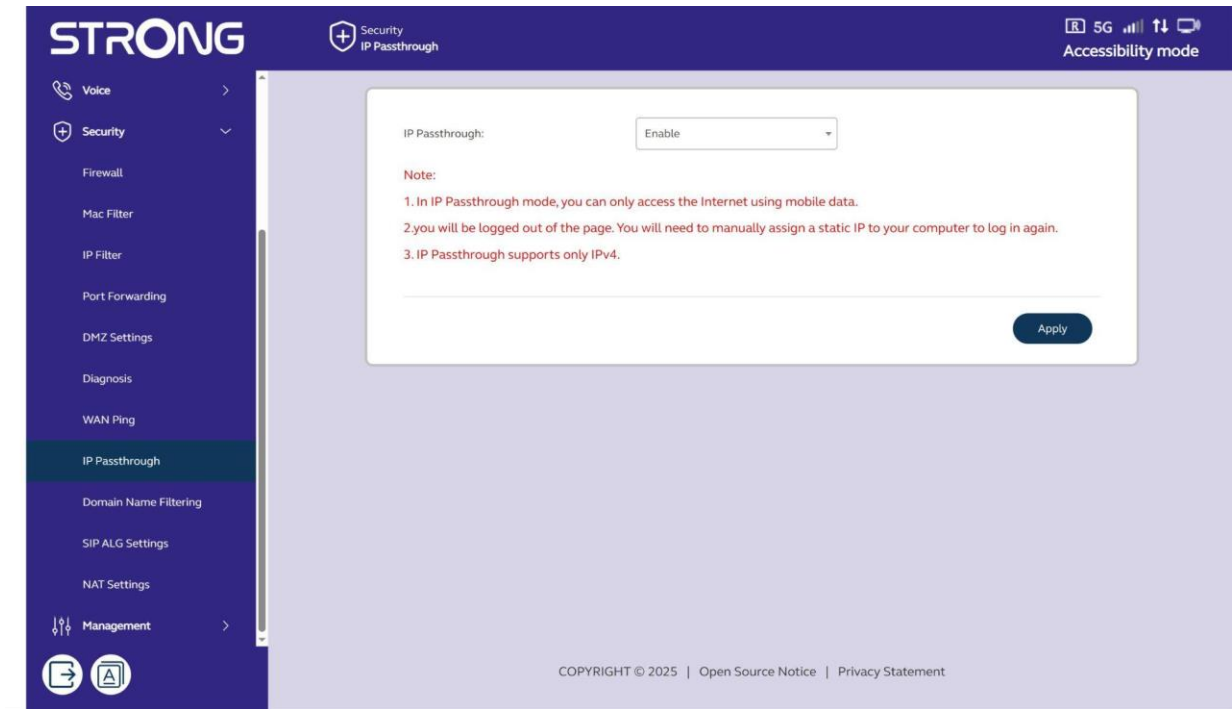 STRONG
Security
IP Passthrough
R 5G
Accessibility mode
Voice
Security
Firewall
Mac Filter
IP Filter
Port Forwarding
DMZ Settings
Diagnosis
WAN Ping
IP Passthrough
Domain Name Filtering
SIP ALG Settings
NAT Settings
Management
A
IP Passthrough:
Enable
Note:
1. In IP Passthrough mode, you can only access the Internet using mobile data.
2.you will be logged out of the page. You will need to manually assign a static IP to your computer to log in again.
3. IP Passthrough supports only IPv4.
Apply
COPYRIGHT © 2025 | Open Source Notice | Privacy Statement